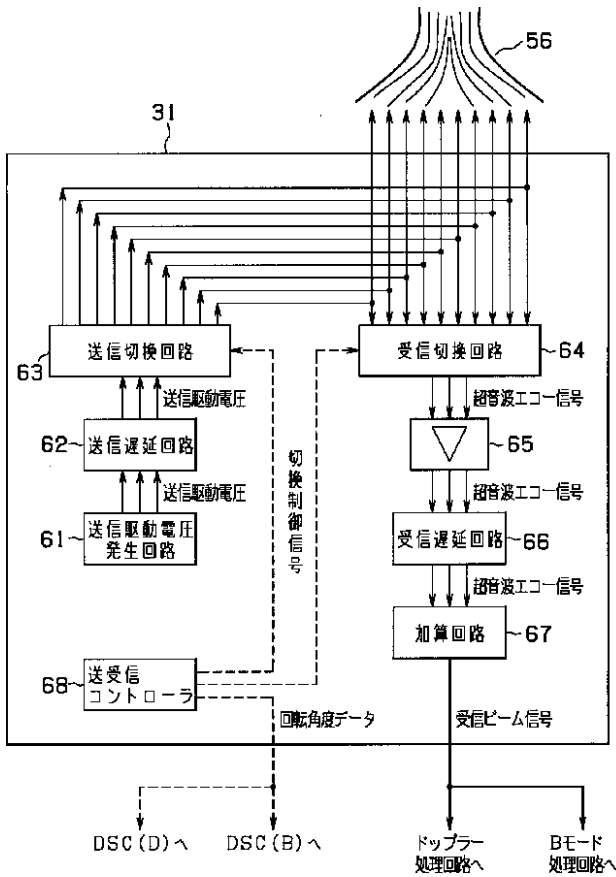 56
31
送信切換回路
63
受信切換回路
64
送信駆動電圧
超音波エコー信号
62
送信遅延回路
65
送信駆動電圧
切換制御信号
超音波エコー信号
61
送信駆動電圧
発生回路
受信遅延回路
66
超音波エコー信号
加算回路
67
68
送受信
コントローラ
回転角度データ
受信ビーム信号
DSC(D)へ
DSC(B)へ
ドップラー
処理回路へ
Bモード
処理回路へ